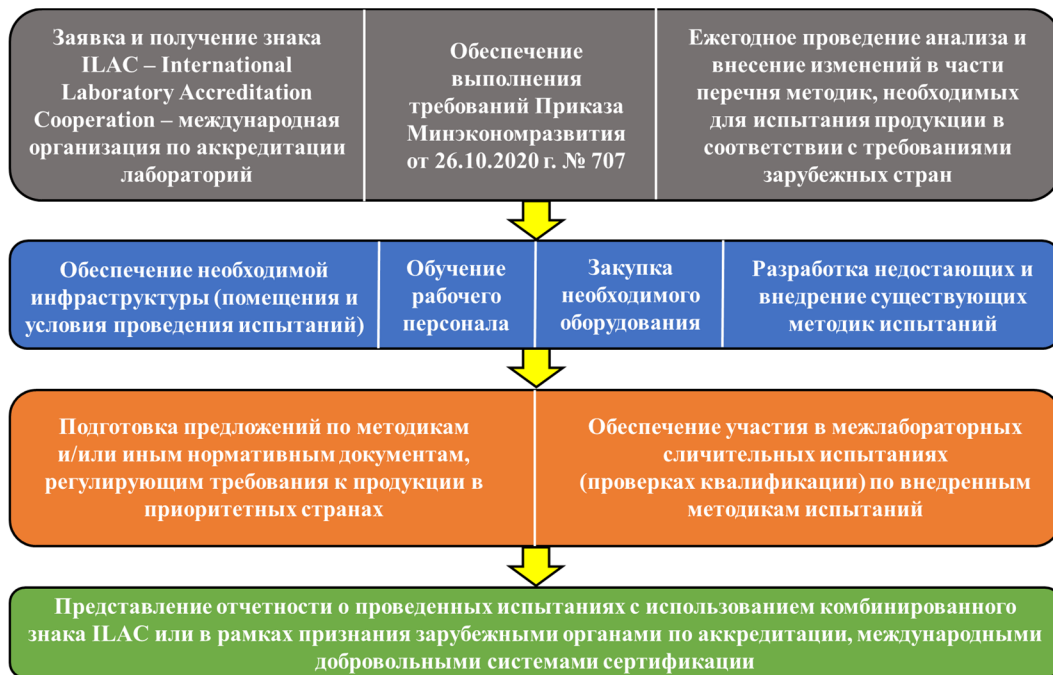 Заявка и получение знака
ILAC – International
Laboratory Accreditation
Cooperation – международная
организация по аккредитации
лабораторий
Обеспечение
выполнения
требований Приказа
Минэкономразвития
от 26.10.2020 г. № 707
Ежегодное проведение анализа и
внесение изменений в части
перечня методик, необходимых
для испытания продукции в
соответствии с требованиями
зарубежных стран
Обеспечение необходимой
инфраструктуры (помещения и
условия проведения испытаний)
Обучение
рабочего
персонала
Закупка
необходимого
оборудования
Разработка недостающих и
внедрение существующих
методик испытаний
Подготовка предложений по методикам
и/или иным нормативным документам,
регулирующим требования к продукции в
приоритетных странах
Обеспечение участия в межлабораторных
сличительных испытаниях
(проверках квалификации) по внедренным
методикам испытаний
Представление отчетности о проведенных испытаниях с использованием комбинированного
знака ILAC или в рамках признания зарубежными органами по аккредитации, международными
добровольными системами сертификации